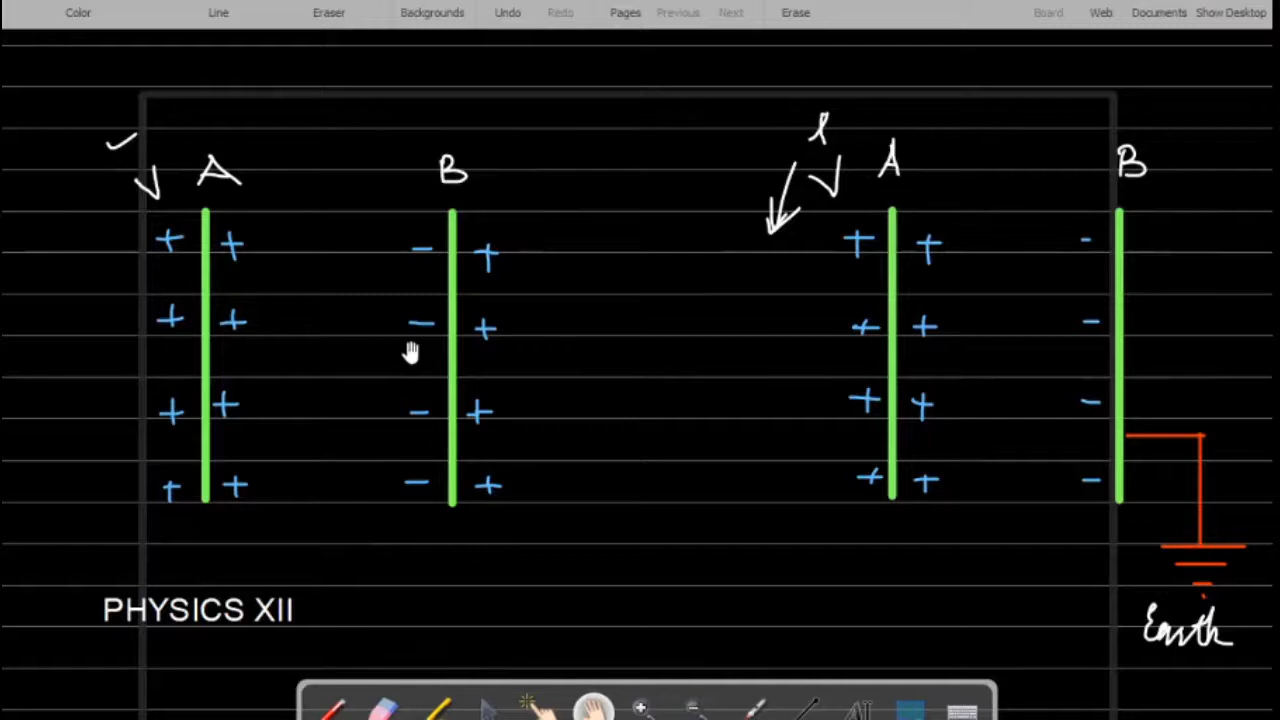 Color Line Eraser Backgrounds Undo Redo Pages Previous Next Erase Board Web Documents Show Desktop
A B A B
+ + - + + + -
+ + - + + + -
+ + - + + + -
+ + - + + + -
PHYSICS XII
Earth